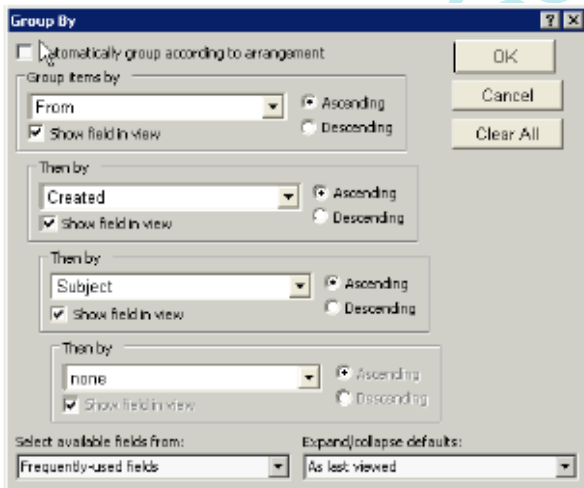 Group By
Automatically group according to arrangement
OK
Group items by
From
Ascending
Cancel
Show field in view
Descending
Clear All
Then by
Created
Ascending
Show field in view
Descending
Then by
Subject
Ascending
Show field in view
Descending
Then by
none
Ascending
Show field in view
Descending
Select available fields from:
Expand/collapse defaults:
Frequently-used fields
As last viewed